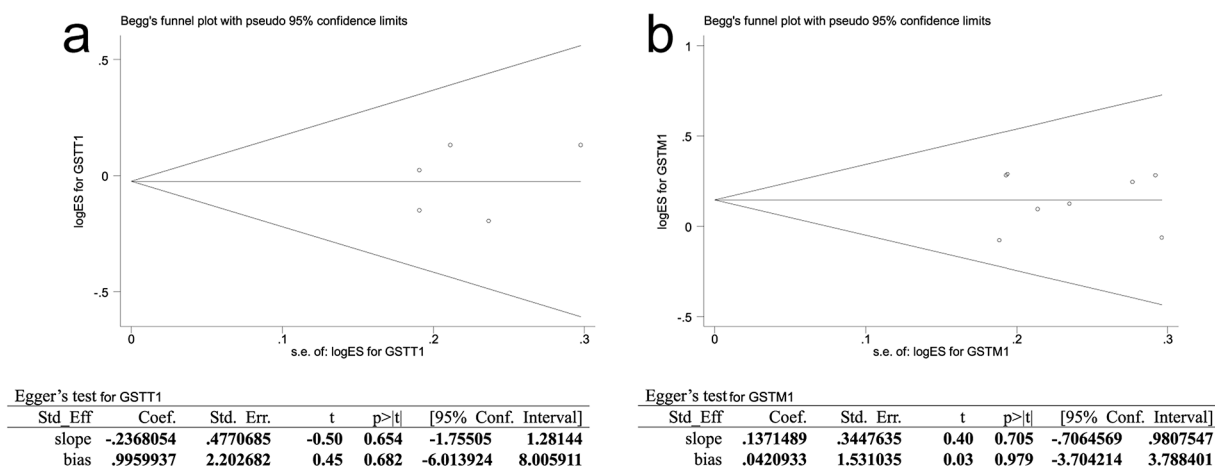 a
Begg's funnel plot with pseudo 95% confidence limits
logES for GSTT1
.5
0
-.5
0 .1 .2 .3
s.e. of: logES for GSTT1
Egger's test for GSTT1
Std_Eff Coef. Std. Err. t p>|t| [95% Conf. Interval]
slope -.2368054 .4770685 -0.50 0.654 -1.75505 1.28144
bias .9959937 2.202682 0.45 0.682 -6.013924 8.005911
b
Begg's funnel plot with pseudo 95% confidence limits
logES for GSTM1
1
.5
0
-.5
0 .1 .2 .3
s.e. of: logES for GSTM1
Egger's test for GSTM1
Std_Eff Coef. Std. Err. t p>|t| [95% Conf. Interval]
slope .1371489 .3447635 0.40 0.705 -.7064569 .9807547
bias .0420933 1.531035 0.03 0.979 -3.704214 3.788401